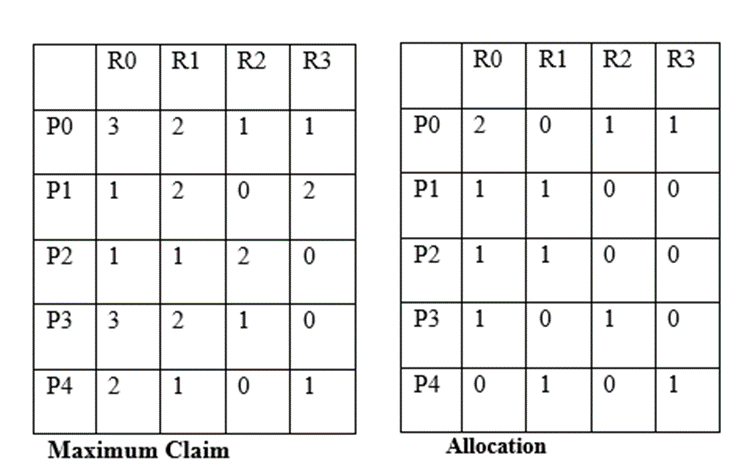 R0 R1 R2 R3
P0 3 2 1 1
P1 1 2 0 2
P2 1 1 2 0
P3 3 2 1 0
P4 2 1 0 1
Maximum Claim
R0 R1 R2 R3
P0 2 0 1 1
P1 1 1 0 0
P2 1 1 0 0
P3 1 0 1 0
P4 0 1 0 1
Allocation